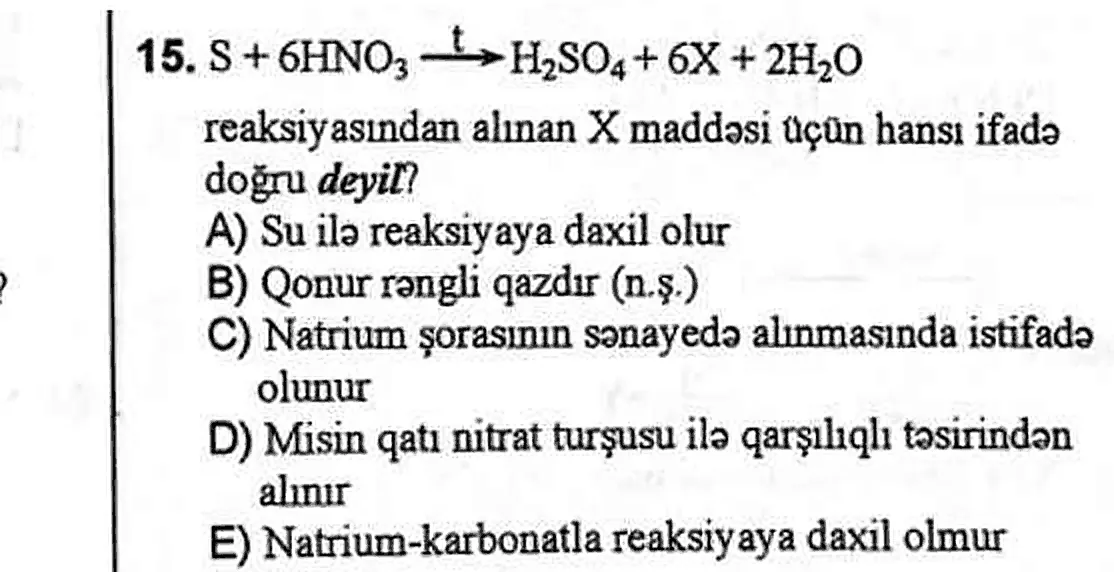 15. S + 6HNO₃ —t→ H₂SO₄ + 6X + 2H₂O
reaksiyasından alınan X maddəsi üçün hansı ifadə
doğru deyil?
A) Su ilə reaksiyaya daxil olur
B) Qonur rəngli qazdır (n.ş.)
C) Natrium şorasının sənayedə alınmasında istifadə
olunur
D) Misin qatı nitrat turşusu ilə qarşılıqlı təsirindən
alınır
E) Natrium-karbonatla reaksiyaya daxil olmur